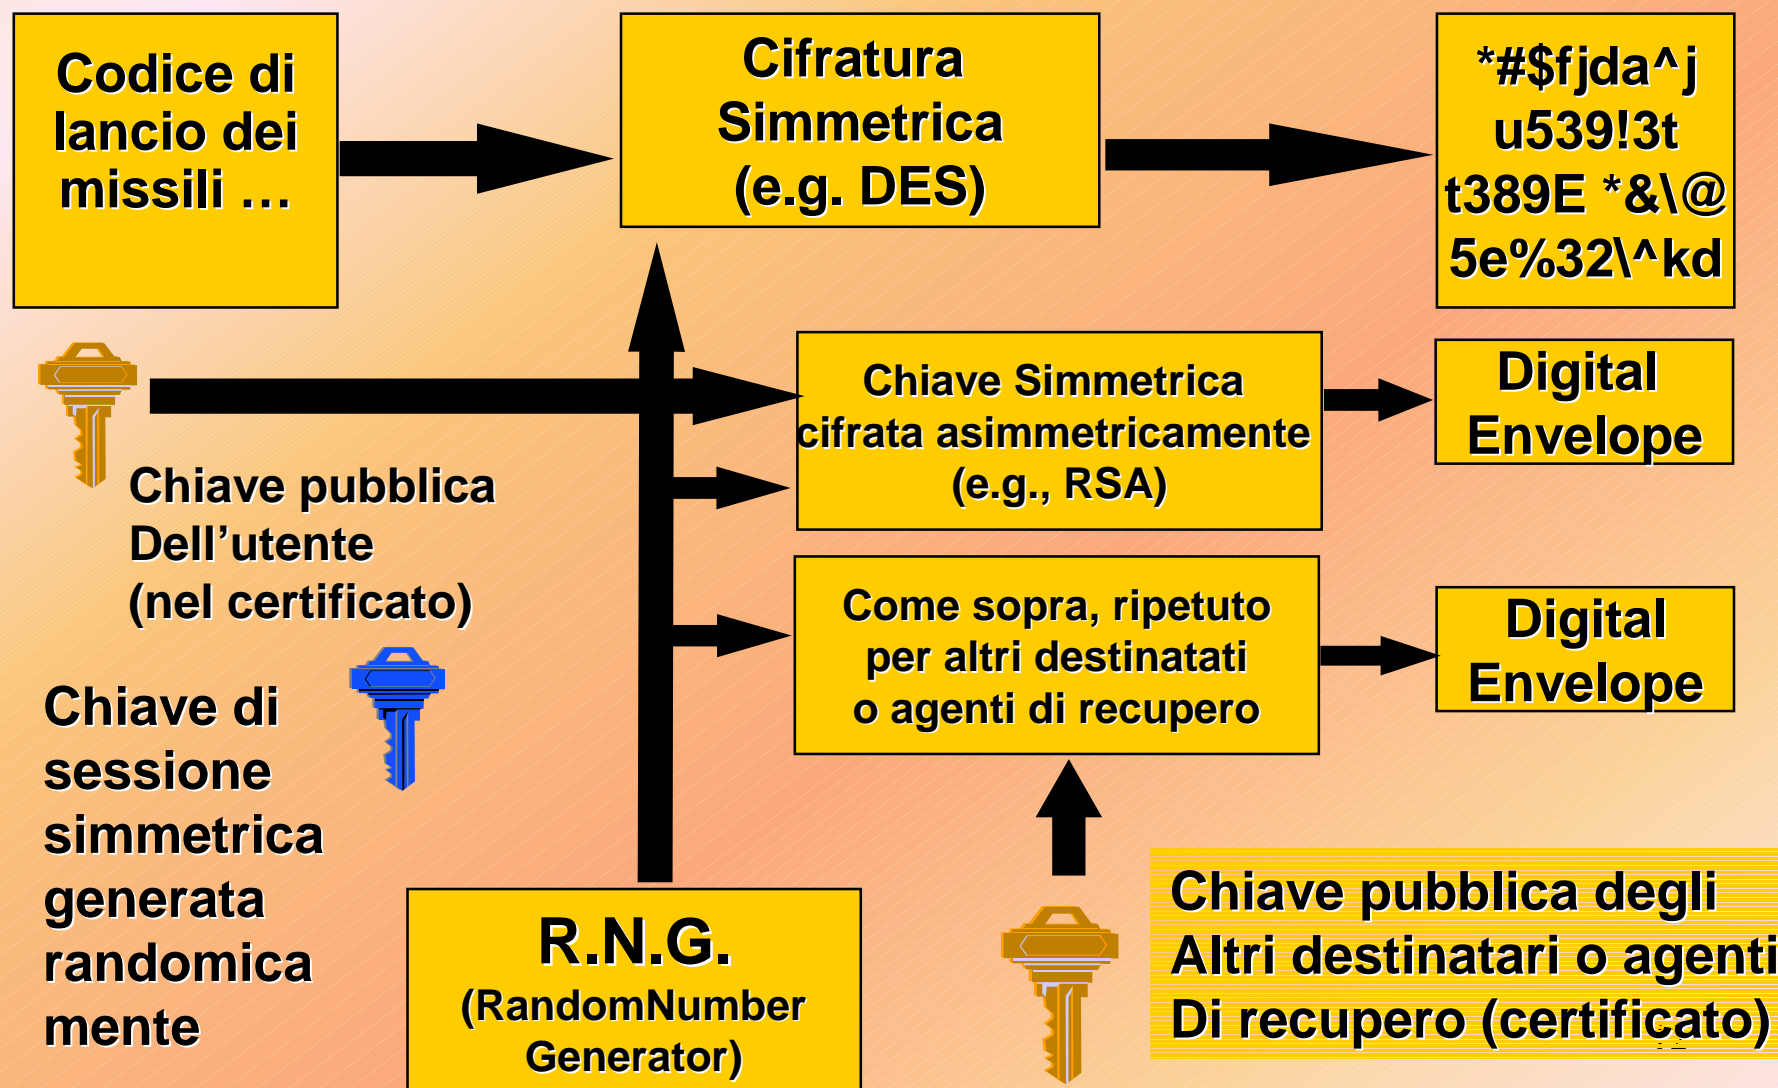 Codice di
lancio dei
missili …
Cifratura
Simmetrica
(e.g. DES)
*#$fjda^j
u539!3t
t389E *&\@
5e%32\^kd
Chiave Simmetrica
cifrata asimmetricamente
(e.g., RSA)
Digital
Envelope
Chiave pubblica
Dell’utente
(nel certificato)
Come sopra, ripetuto
per altri destinatati
o agenti di recupero
Digital
Envelope
Chiave di
sessione
simmetrica
generata
randomica
mente
R.N.G.
(RandomNumber
Generator)
Chiave pubblica degli
Altri destinatari o agenti
Di recupero (certificato)